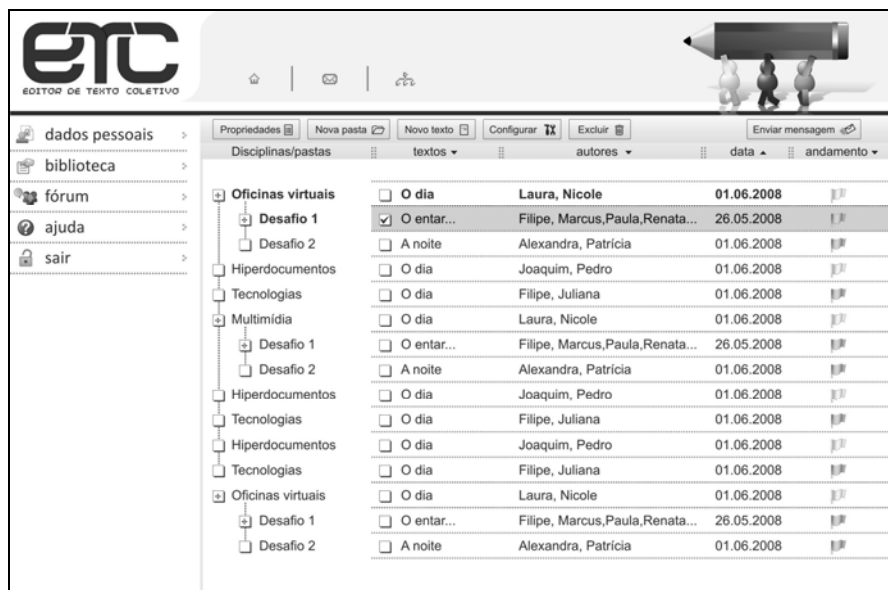 ETC
EDITOR DE TEXTO COLETIVO
dados pessoais
biblioteca
fórum
ajuda
sair
Propriedades Nova pasta Novo texto Configurar Excluir Enviar mensagem
Disciplinas/pastas textos autores data andamento
Oficinas virtuais O dia Laura, Nicole 01.06.2008
Desafio 1 O entar... Filipe, Marcus,Paula,Renata... 26.05.2008
Desafio 2 A noite Alexandra, Patrícia 01.06.2008
Hiperdocumentos O dia Joaquim, Pedro 01.06.2008
Tecnologias O dia Filipe, Juliana 01.06.2008
Multimídia O dia Laura, Nicole 01.06.2008
Desafio 1 O entar... Filipe, Marcus,Paula,Renata... 26.05.2008
Desafio 2 A noite Alexandra, Patrícia 01.06.2008
Hiperdocumentos O dia Joaquim, Pedro 01.06.2008
Tecnologias O dia Filipe, Juliana 01.06.2008
Hiperdocumentos O dia Joaquim, Pedro 01.06.2008
Tecnologias O dia Filipe, Juliana 01.06.2008
Oficinas virtuais O dia Laura, Nicole 01.06.2008
Desafio 1 O entar... Filipe, Marcus,Paula,Renata... 26.05.2008
Desafio 2 A noite Alexandra, Patrícia 01.06.2008